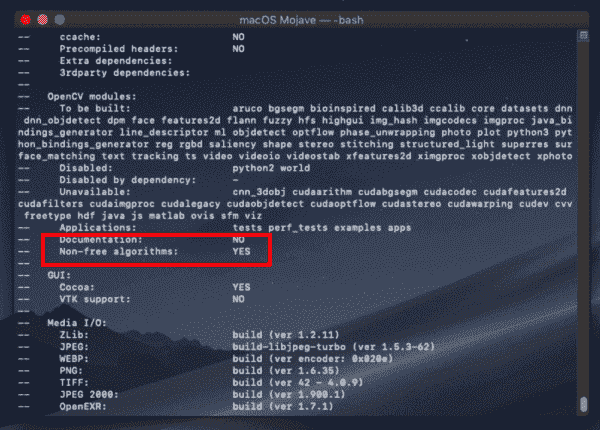 macOS Mojave — -bash
-- ccache: NO
-- Precompiled headers: NO
-- Extra dependencies:
-- 3rdparty dependencies:
--
-- OpenCV modules:
-- To be built: aruco bgsegm bioinspired calib3d ccalib core datasets dnn
dnn_objdetect dpm face features2d flann fuzzy hfs highgui img_hash imgcodecs imgproc java_bi
ndings_generator line_descriptor ml objdetect optflow phase_unwrapping photo plot python3 pyt
hon_bindings_generator reg rgbd saliency shape stereo stitching structured_light superres sur
face_matching text tracking ts video videoio videostab xfeatures2d ximgproc xobjdetect xphoto
-- Disabled: python2 world
-- Disabled by dependency: -
-- Unavailable: cnn_3dobj cudaarithm cudabgsegm cudacodec cudafeatures2d
cudafilters cudaimgproc cudalegacy cudaobjdetect cudaoptflow cudastereo cudawarping cudev cvv
freetype hdf java js matlab ovis sfm viz
-- Applications: tests perf_tests examples apps
-- Documentation: NO
-- Non-free algorithms: YES
--
-- GUI:
-- Cocoa: YES
-- VTK support: NO
--
-- Media I/O:
-- ZLib: build (ver 1.2.11)
-- JPEG: build-libjpeg-turbo (ver 1.5.3-62)
-- WEBP: build (ver encoder: 0x020e)
-- PNG: build (ver 1.6.35)
-- TIFF: build (ver 42 - 4.0.9)
-- JPEG 2000: build (ver 1.900.1)
-- OpenEXR: build (ver 1.7.1)